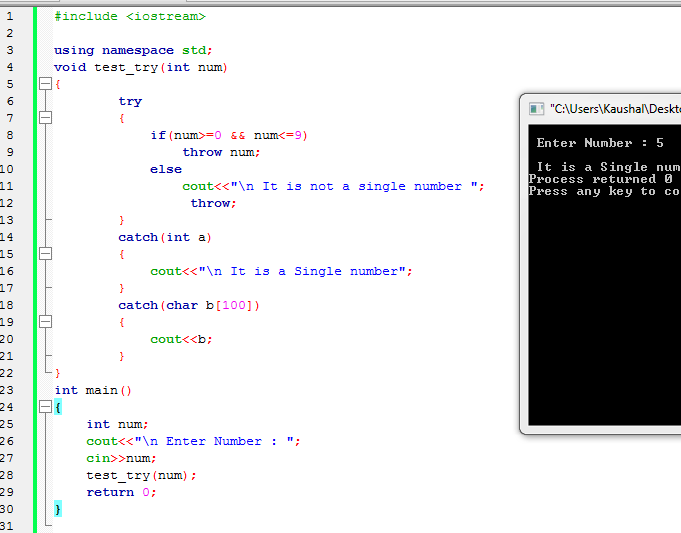 1 #include <iostream>
2
3 using namespace std;
4 void test_try(int num)
5 {
6 try
7 {
8 if(num>=0 && num<=9)
9 throw num;
10 else
11 cout<<"\n It is not a single number ";
12 throw;
13 }
14 catch(int a)
15 {
16 cout<<"\n It is a Single number";
17 }
18 catch(char b[100])
19 {
20 cout<<b;
21 }
22 }
23 int main()
24 {
25 int num;
26 cout<<"\n Enter Number : ";
27 cin>>num;
28 test_try(num);
29 return 0;
30 }
31
"C:\Users\Kaushal\Deskto
Enter Number : 5
It is a Single num
Process returned 0
Press any key to co